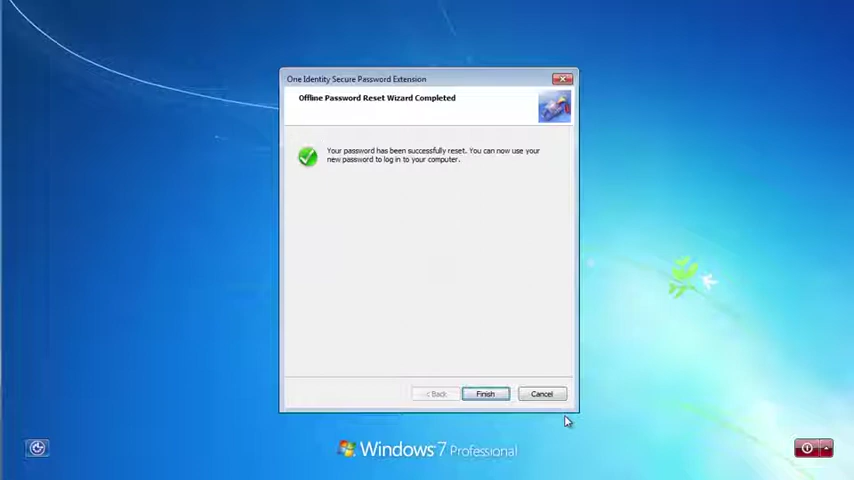 One Identity Secure Password Extension
Offline Password Reset Wizard Completed
Your password has been successfully reset. You can now use your
new password to log in to your computer.
< Back
Finish
Cancel
Windows 7 Professional